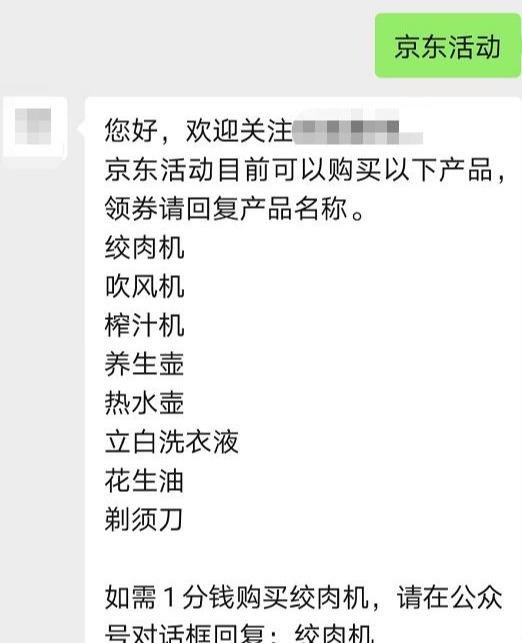 京东活动
您好，欢迎关注
京东活动目前可以购买以下产品，
领券请回复产品名称。
绞肉机
吹风机
榨汁机
养生壶
热水壶
立白洗衣液
花生油
剃须刀
如需1分钱购买绞肉机，请在公众
号对话框回复：绞肉机